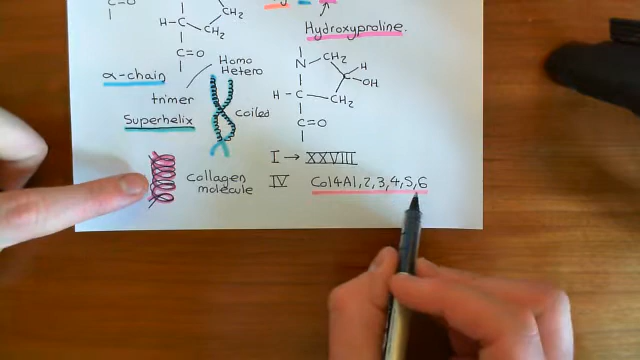 C=O
H-C
CH₂
CH₂
C=O
Hydroxyproline.
N
CH₂
H
OH
H-C
CH₂
C=O
α-chain
Homo
Hetero
trimer
Superhelix
Coiled
I → XXVIII
Collagen
molecule
IV Col4A1,2,3,4,5,6